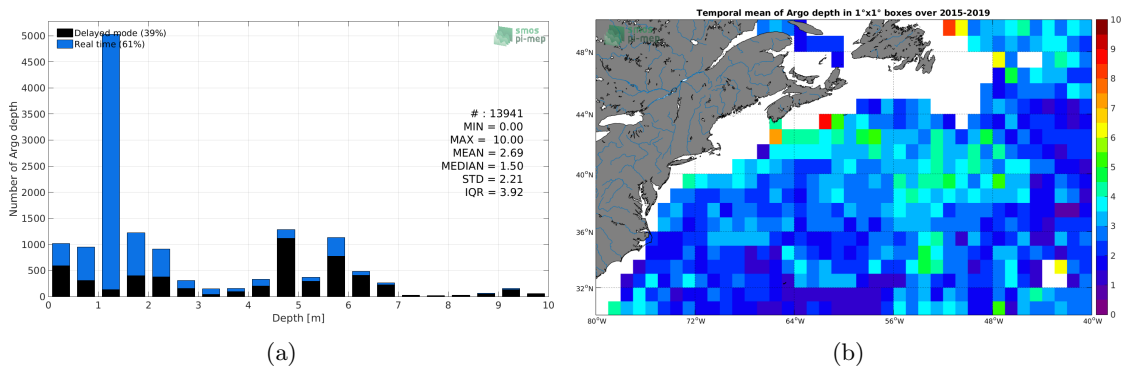 Delayed mode (39%)
Real time (61%)
smos
pi-mep
# : 13941
MIN = 0.00
MAX = 10.00
MEAN = 2.69
MEDIAN = 1.50
STD = 2.21
IQR = 3.92
Number of Argo depth
5000
4500
4000
3500
3000
2500
2000
1500
1000
500
0
0 1 2 3 4 5 6 7 8 9 10
Depth [m]
(a)
Temporal mean of Argo depth in 1°x1° boxes over 2015-2019
smos
pi-mep
48°N
44°N
40°N
36°N
32°N
80°W 72°W 64°W 56°W 48°W 40°W
10
9
8
7
6
5
4
3
2
1
0
(b)